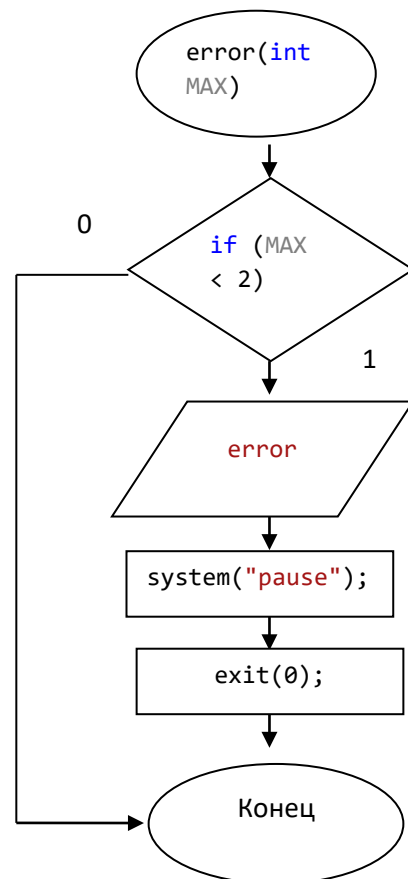 error(int
MAX)
0
if (MAX
< 2)
1
error
system("pause");
exit(0);
Конец